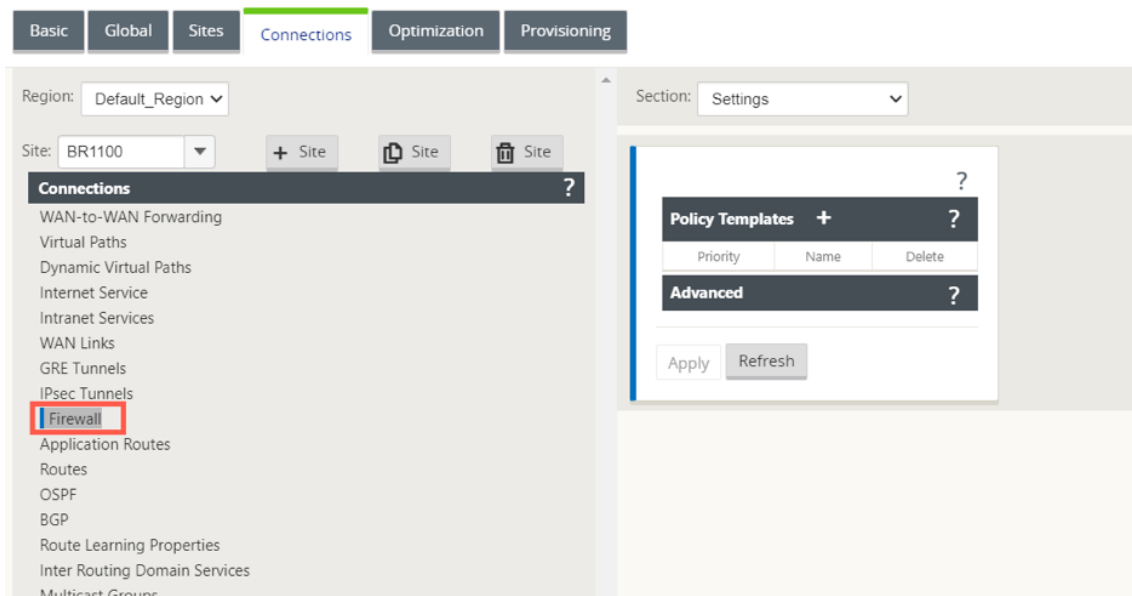 Basic Global Sites Connections Optimization Provisioning
Region: Default_Region
Site: BR1100 + Site Site Site
Connections ?
WAN-to-WAN Forwarding
Virtual Paths
Dynamic Virtual Paths
Internet Service
Intranet Services
WAN Links
GRE Tunnels
IPsec Tunnels
Firewall
Application Routes
Routes
OSPF
BGP
Route Learning Properties
Inter Routing Domain Services
Multicast Groups
Section: Settings
?
Policy Templates + ?
Priority Name Delete
Advanced ?
Apply Refresh